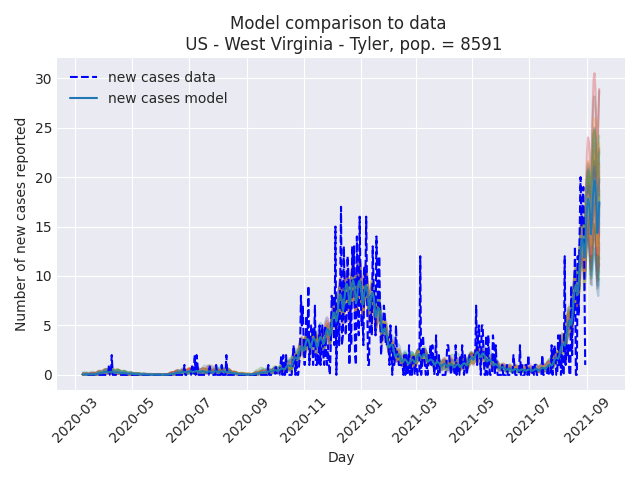 Model comparison to data
US - West Virginia - Tyler, pop. = 8591
new cases data
new cases model
Number of new cases reported
30
25
20
15
10
5
0
2020-03
2020-05
2020-07
2020-09
2020-11
2021-01
2021-03
2021-05
2021-07
2021-09
Day